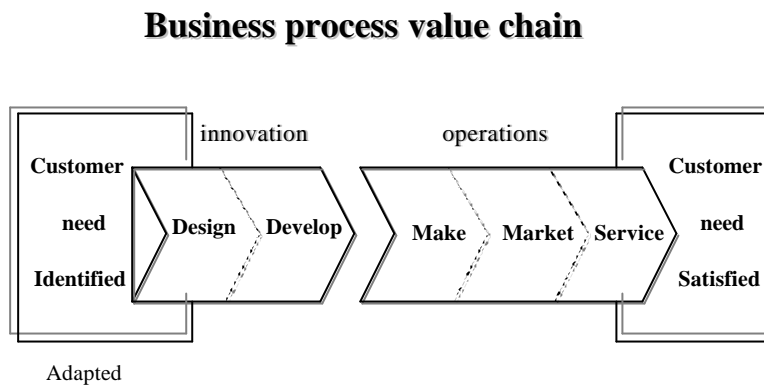 Business process value chain
innovation
operations
Customer
need
Identified
Design
Develop
Make
Market
Service
Customer
need
Satisfied
Adapted